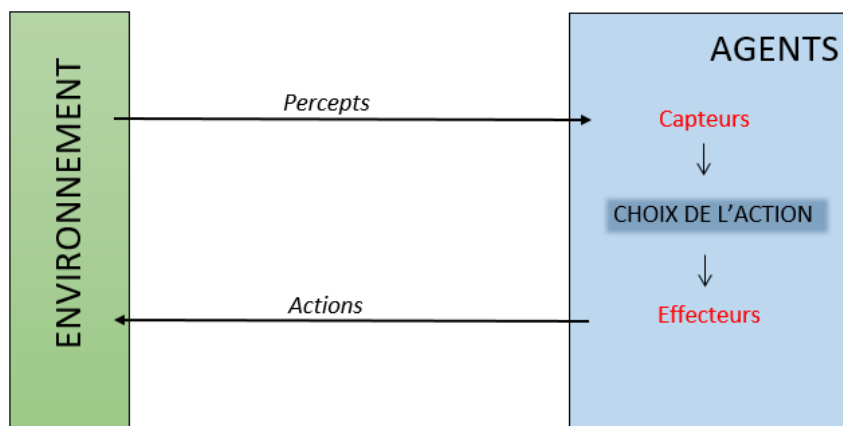 ENVIRONNEMENT
AGENTS
Percepts
Capteurs
CHOIX DE L'ACTION
Actions
Effecteurs